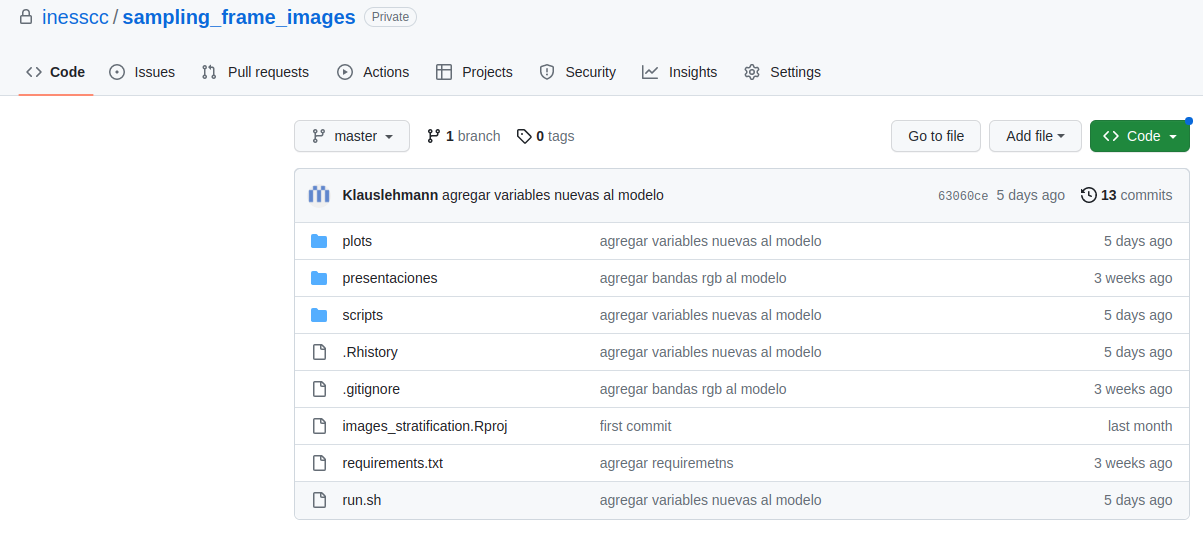 inesscc / sampling_frame_images Private
Code Issues Pull requests Actions Projects Security Insights Settings
master 1 branch 0 tags Go to file Add file Code
Klauslehmann agregar variables nuevas al modelo 63060ce 5 days ago 13 commits
plots agregar variables nuevas al modelo 5 days ago
presentaciones agregar bandas rgb al modelo 3 weeks ago
scripts agregar variables nuevas al modelo 5 days ago
.Rhistory agregar variables nuevas al modelo 5 days ago
.gitignore agregar bandas rgb al modelo 3 weeks ago
images_stratification.Rproj first commit last month
requirements.txt agregar requiremetns 3 weeks ago
run.sh agregar variables nuevas al modelo 5 days ago